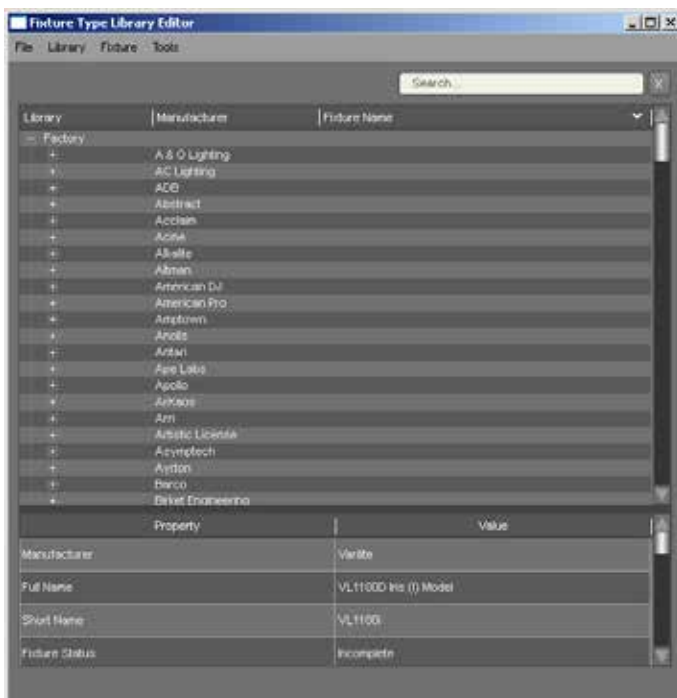 Fixture Type Library Editor
File Library Fixture Tools
Search...
Library Manufacturer Fixture Name
Factory
A & O Lighting
AC Lighting
ADB
Abstract
Acclaim
Acme
Alkalite
Altman
American DJ
American Pro
Amptown
Anolis
Antari
Ape Labs
Apollo
ArKaos
Arri
Artistic License
Asymptech
Ayrton
Barco
Birket Engineering
Property Value
Manufacturer Varilite
Full Name VL1100D Iris (I) Model
Short Name VL1100I
Fixture Status Incomplete